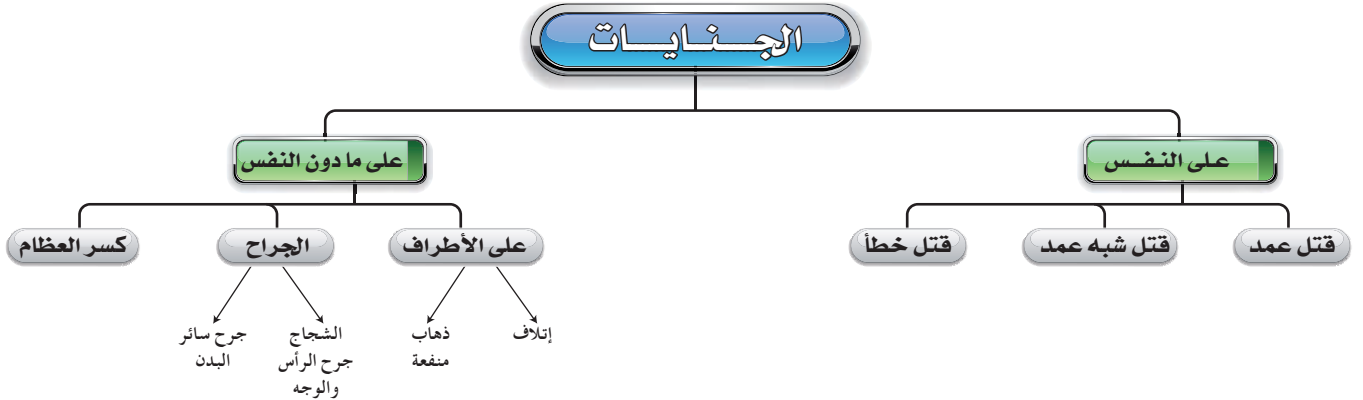 الجنايات
على النفس
على ما دون النفس
قتل عمد
قتل شبه عمد
قتل خطأ
على الأطراف
الجراح
كسر العظام
إتلاف
ذهاب
منفعة
الشجاج
جرح الرأس
والوجه
جرح سائر
البدن